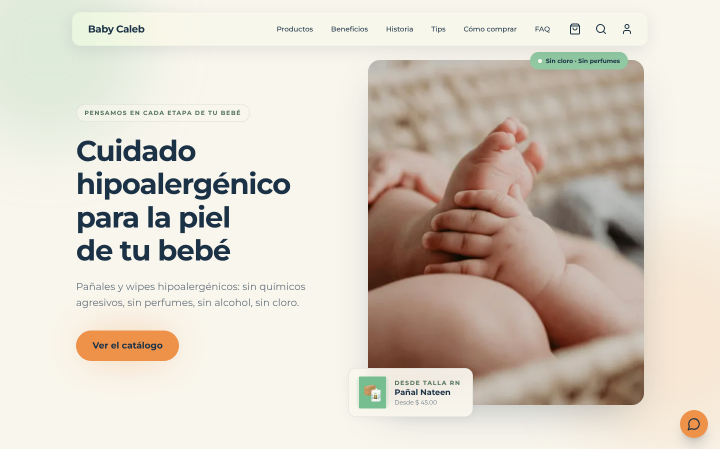 Baby Caleb
Productos Beneficios Historia Tips Cómo comprar FAQ
Sin cloro · Sin perfumes
PENSAMOS EN CADA ETAPA DE TU BEBÉ
Cuidado
hipoalergénico
para la piel
de tu bebé
Pañales y wipes hipoalergénicos: sin químicos
agresivos, sin perfumes, sin alcohol, sin cloro.
Ver el catálogo
DESDE TALLA RN
Pañal Nateen
Desde $ 45.00